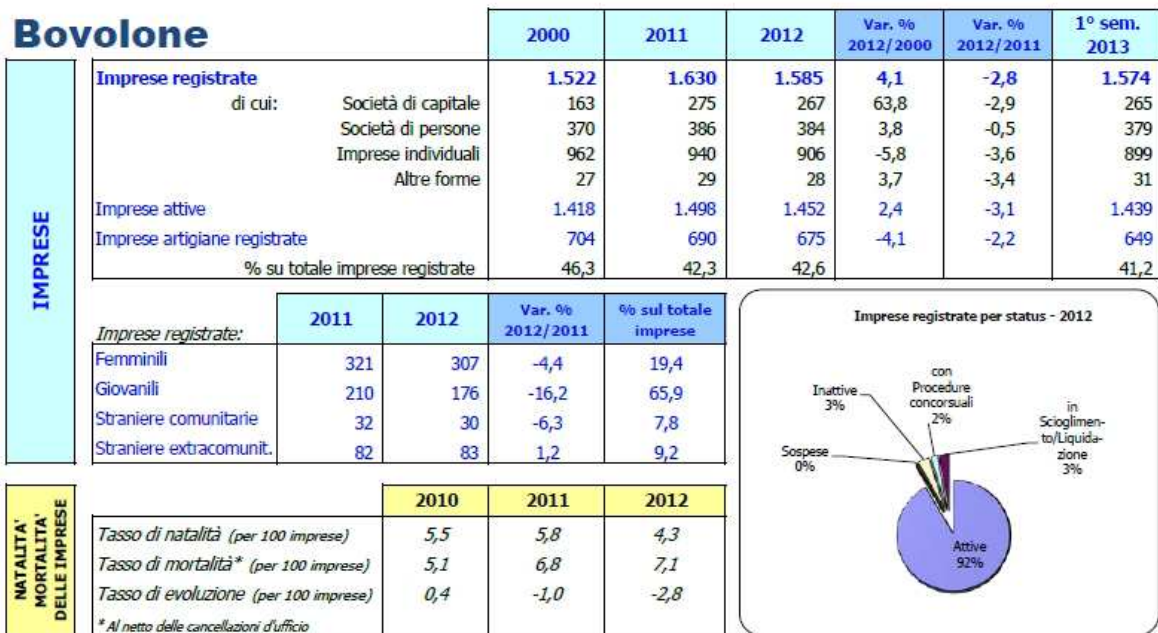 Bovolone
2000 2011 2012 Var. % 2012/2000 Var. % 2012/2011 1° sem. 2013
IMPRESE
Imprese registrate 1.522 1.630 1.585 4,1 -2,8 1.574
di cui: Società di capitale 163 275 267 63,8 -2,9 265
Società di persone 370 386 384 3,8 -0,5 379
Imprese individuali 962 940 906 -5,8 -3,6 899
Altre forme 27 29 28 3,7 -3,4 31
Imprese attive 1.418 1.498 1.452 2,4 -3,1 1.439
Imprese artigiane registrate 704 690 675 -4,1 -2,2 649
% su totale imprese registrate 46,3 42,3 42,6 41,2
Imprese registrate: 2011 2012 Var. % 2012/2011 % sul totale imprese
Femminili 321 307 -4,4 19,4
Giovanili 210 176 -16,2 65,9
Straniere comunitarie 32 30 -6,3 7,8
Straniere extracomunit. 82 83 1,2 9,2
Imprese registrate per status - 2012
Sospese
0%
Inattive
3%
con
Procedure
concorsuali
2%
in
Scioglimen-
to/Liquida-
zione
3%
Attive
92%
NATALITA'
MORTALITA'
DELLE IMPRESE
2010 2011 2012
Tasso di natalità (per 100 imprese) 5,5 5,8 4,3
Tasso di mortalità* (per 100 imprese) 5,1 6,8 7,1
Tasso di evoluzione (per 100 imprese) 0,4 -1,0 -2,8
* Al netto delle cancellazioni d'ufficio